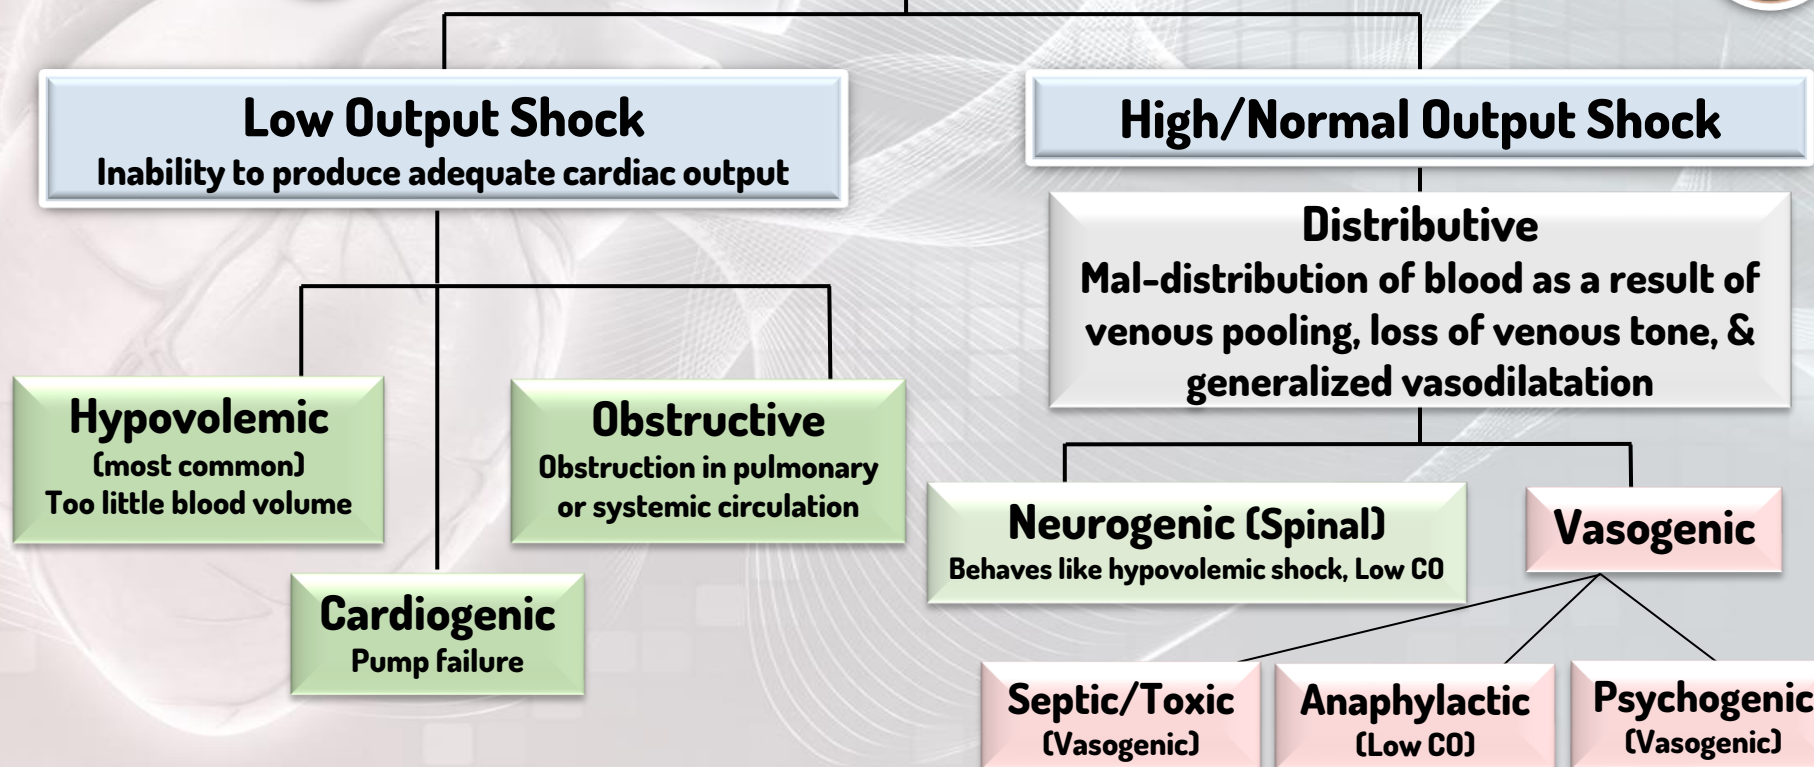 Low Output Shock
Inability to produce adequate cardiac output
High/Normal Output Shock
Distributive
Mal-distribution of blood as a result of
venous pooling, loss of venous tone, &
generalized vasodilatation
Hypovolemic
(most common)
Too little blood volume
Obstructive
Obstruction in pulmonary
or systemic circulation
Cardiogenic
Pump failure
Neurogenic (Spinal)
Behaves like hypovolemic shock, Low CO
Vasogenic
Septic/Toxic
(Vasogenic)
Anaphylactic
(Low CO)
Psychogenic
(Vasogenic)